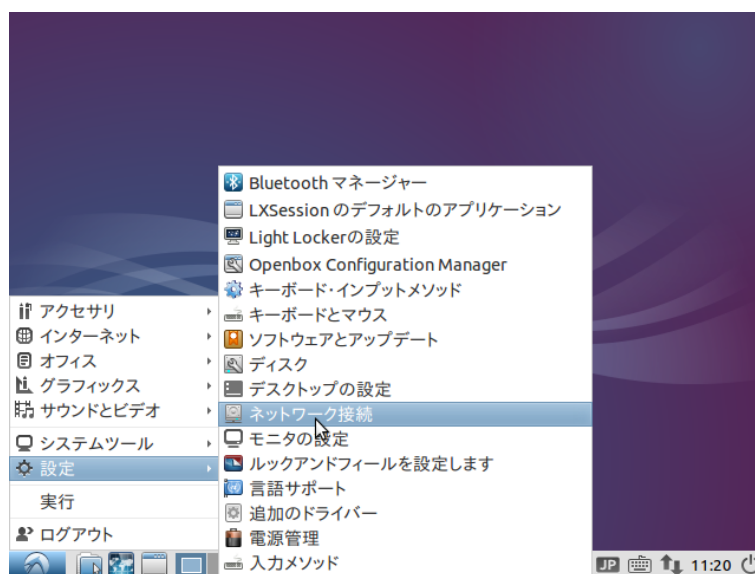 Bluetooth マネージャー
LXSession のデフォルトのアプリケーション
Light Lockerの設定
Openbox Configuration Manager
キーボード・インプットメソッド
キーボードとマウス
ソフトウェアとアップデート
ディスク
デスクトップの設定
ネットワーク接続
モニタの設定
ルックアンドフィールを設定します
言語サポート
追加のドライバー
電源管理
入力メソッド
アクセサリ
インターネット
オフィス
グラフィックス
サウンドとビデオ
システムツール
設定
実行
ログアウト
JP
11:20